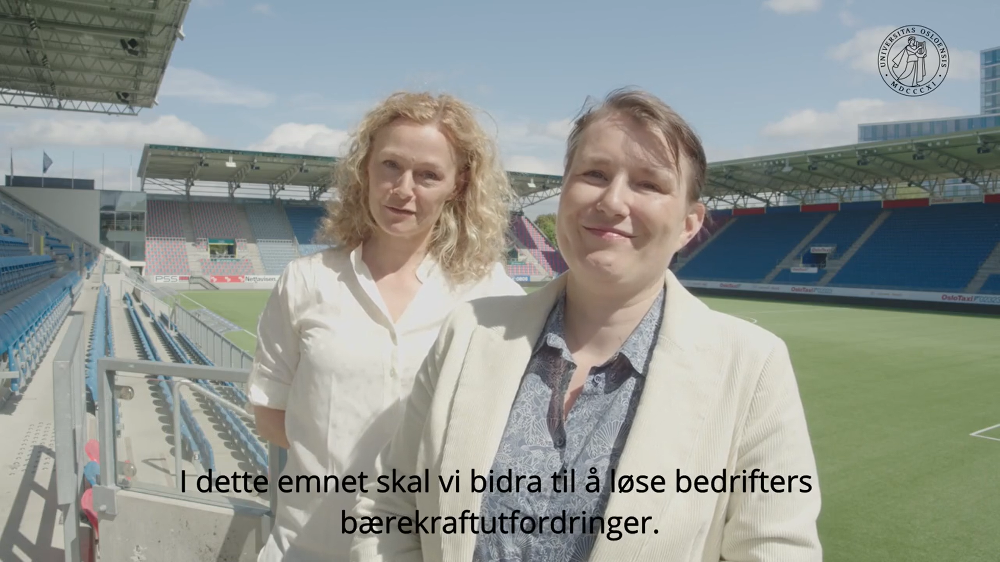 UNIVERSITAS OSLOENSIS
MDCCCXI
PSS
Nettavisen.
OBOS
OsloTaxi
OsloTaxi
OsloTaxi
OsloTaxi
I dette emnet skal vi bidra til å løse bedrifters
bærekraftutfordringer.